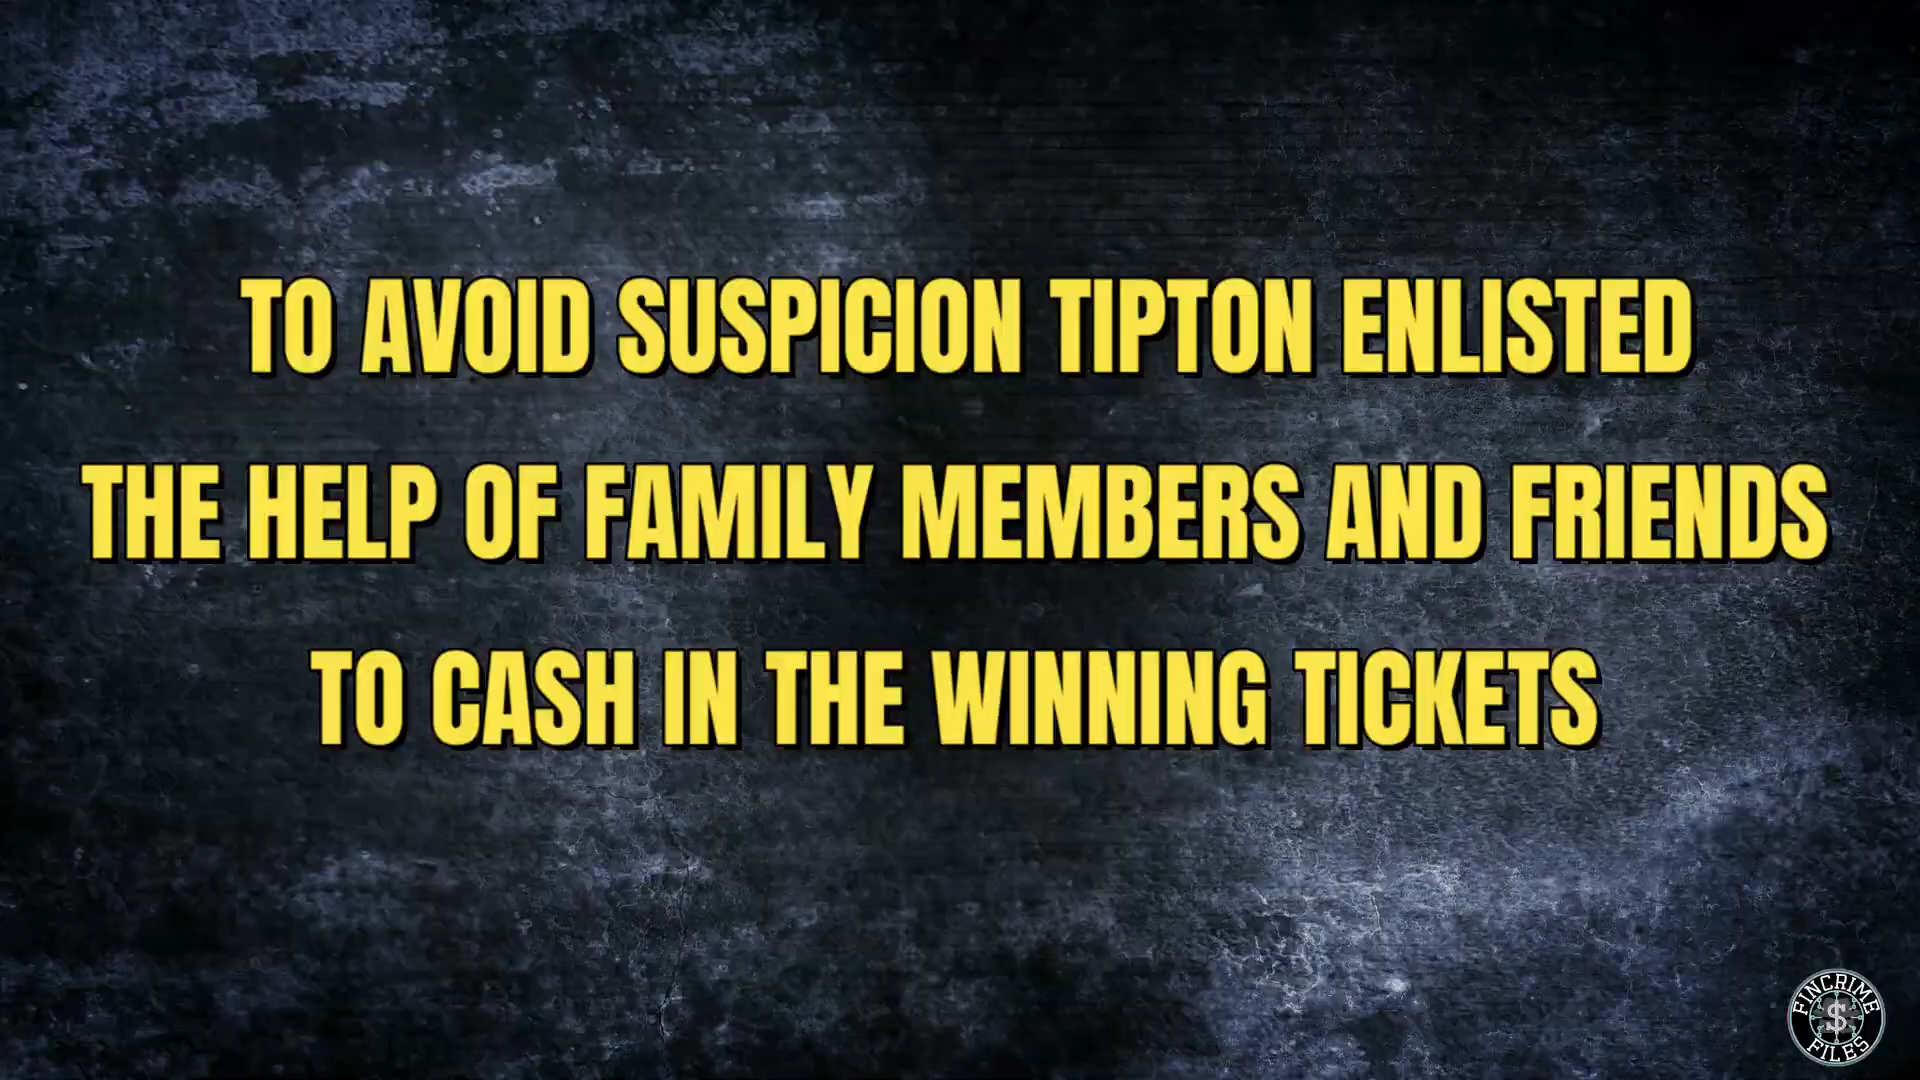 TO AVOID SUSPICION TIPTON ENLISTED
THE HELP OF FAMILY MEMBERS AND FRIENDS
TO CASH IN THE WINNING TICKETS
FINCRIME
$
FILES